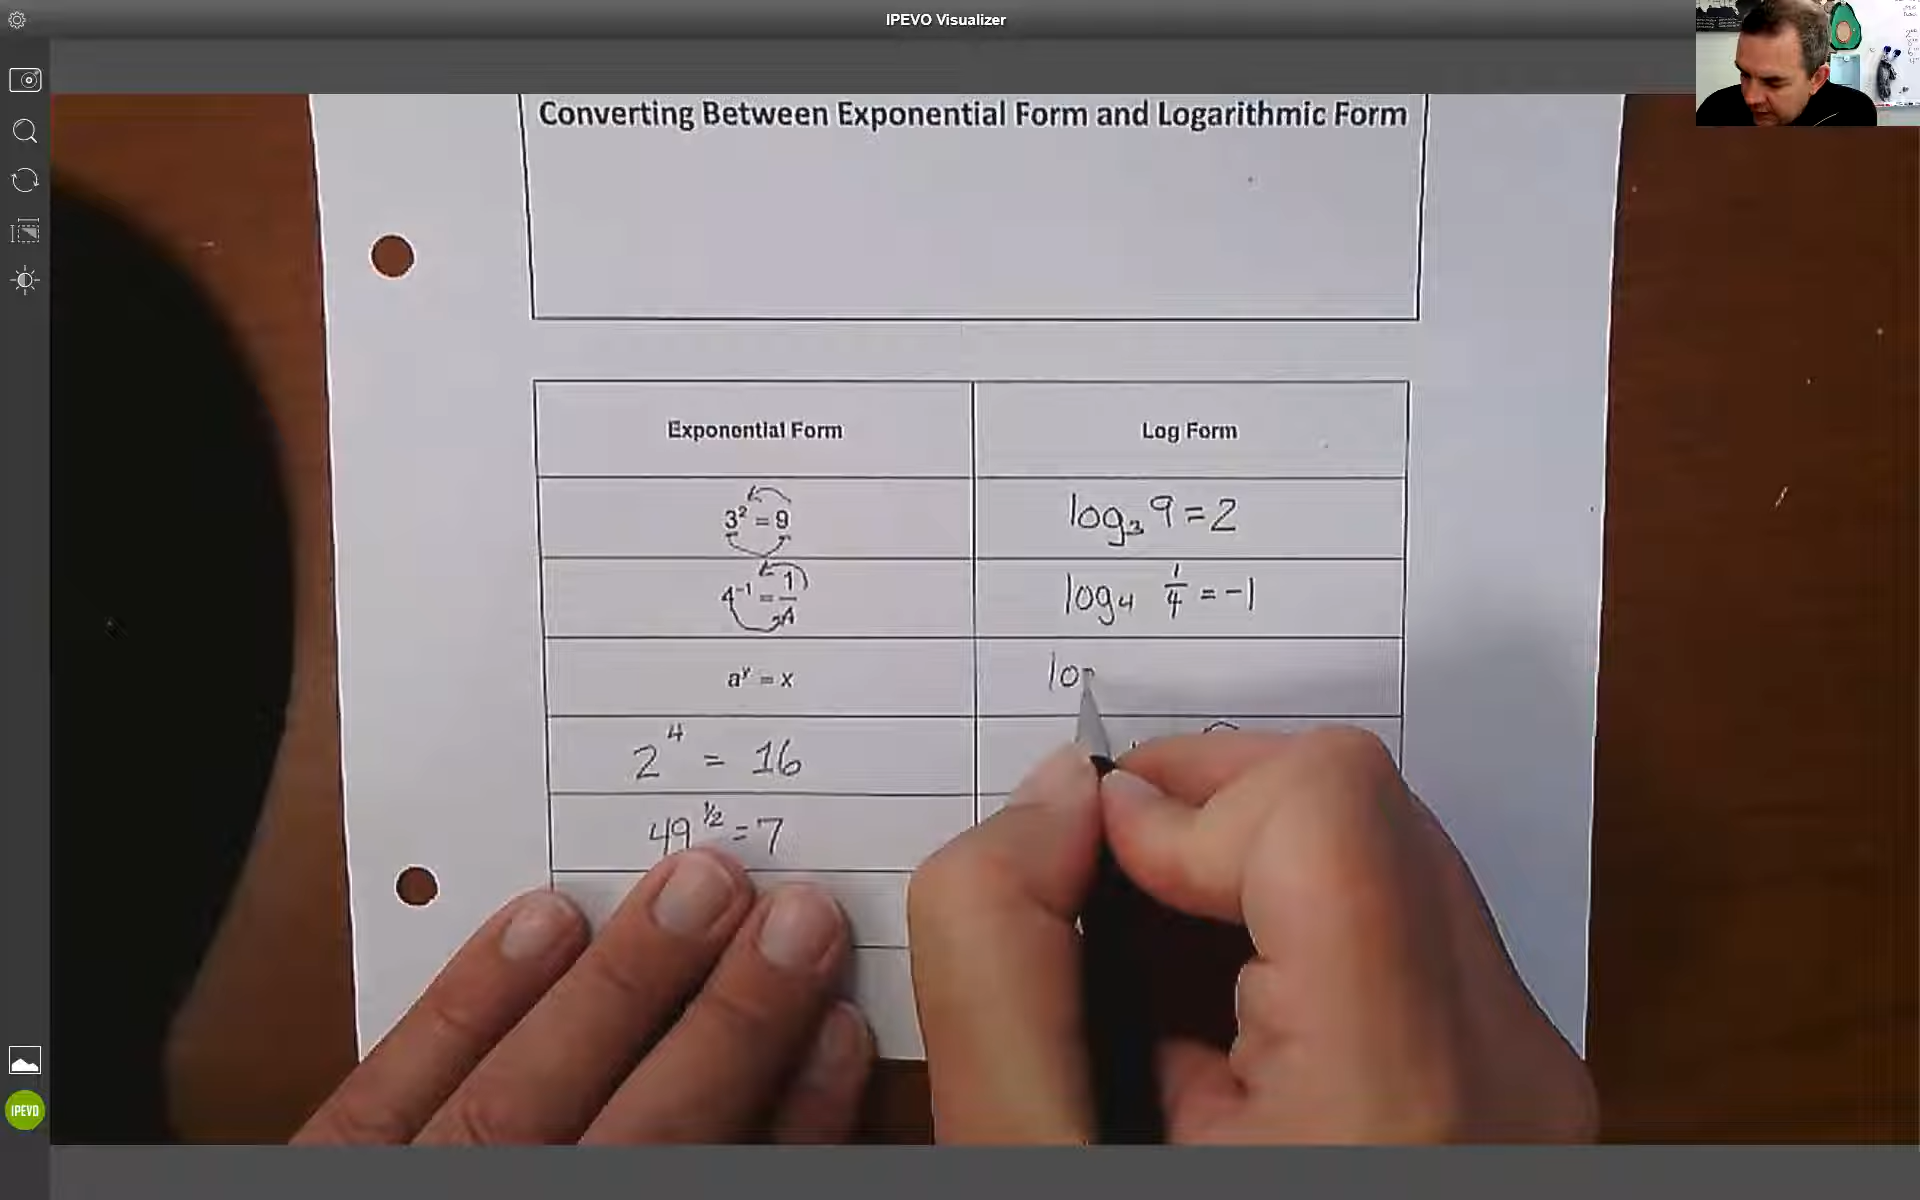 IPEVO Visualizer
Converting Between Exponential Form and Logarithmic Form
Exponential Form
Log Form
3² = 9
log₃ 9 = 2
4⁻¹ = 1/4
log₄ 1/4 = -1
aʸ = x
lo
2⁴ = 16
49^½ = 7
IPEVO